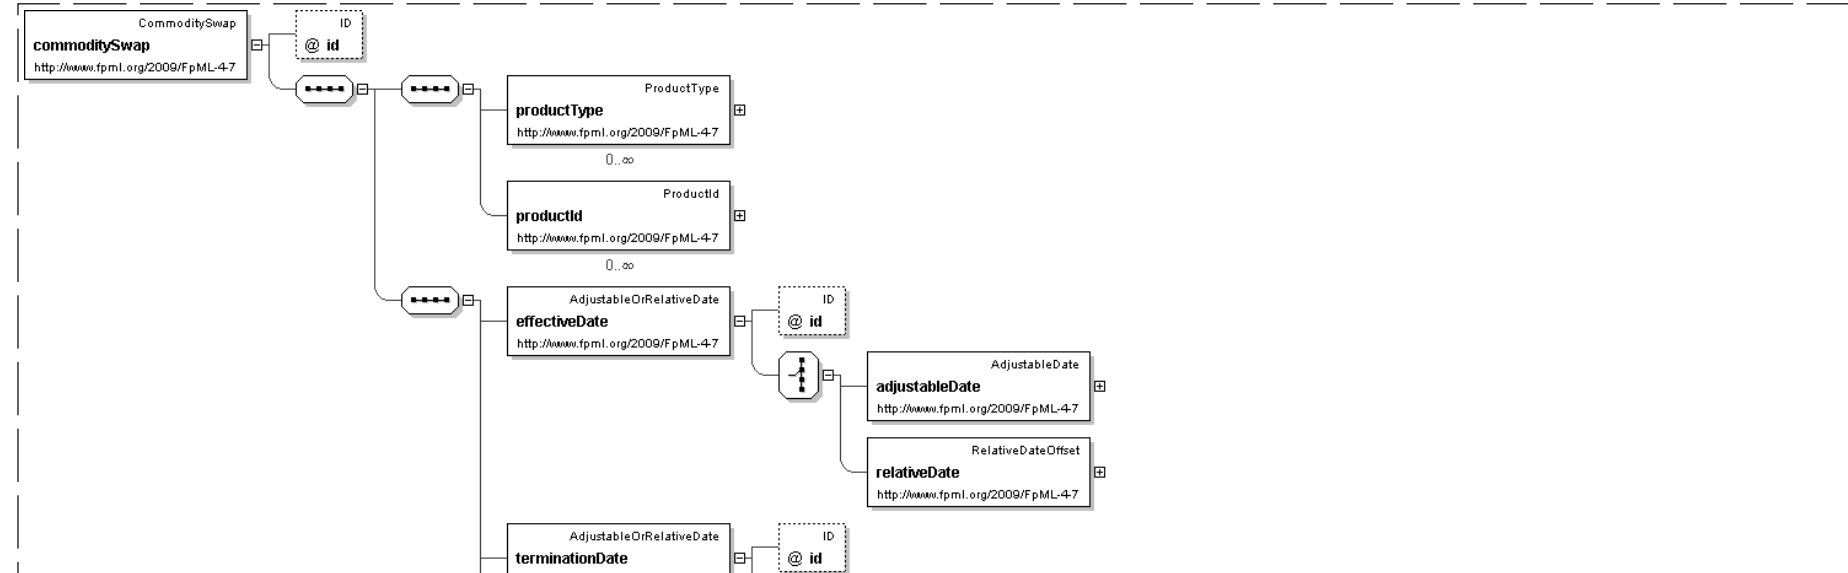 CommoditySwap
commoditySwap
http://www.fpml.org/2009/FpML-4-7
ID
@ id
ProductType
productType
http://www.fpml.org/2009/FpML-4-7
0..∞
ProductId
productId
http://www.fpml.org/2009/FpML-4-7
0..∞
AdjustableOrRelativeDate
effectiveDate
http://www.fpml.org/2009/FpML-4-7
ID
@ id
AdjustableDate
adjustableDate
http://www.fpml.org/2009/FpML-4-7
RelativeDateOffset
relativeDate
http://www.fpml.org/2009/FpML-4-7
AdjustableOrRelativeDate
terminationDate
ID
@ id